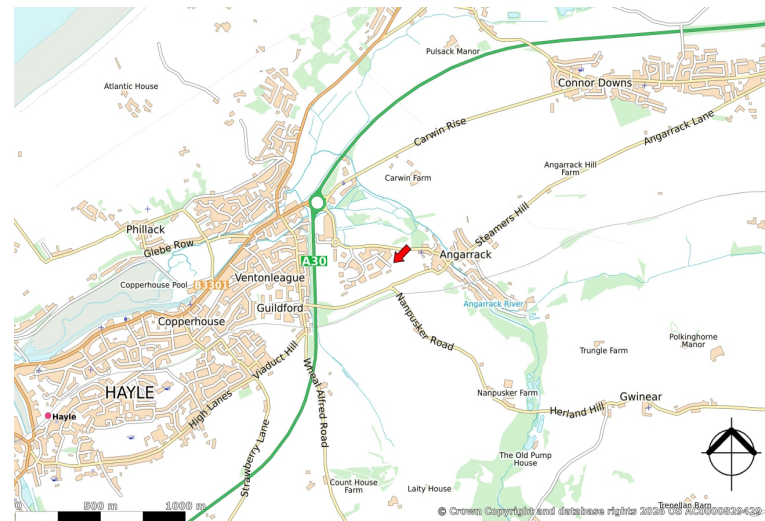 Pulsack Manor
Atlantic House
Connor Downs
Carwin Rise
Angarrack Lane
Angarrack Hill
Farm
Carwin Farm
Steamers Hill
Phillack
Glebe Row
A30
Angarrack
Ventonleague
Copperhouse Pool
B3301
Guildford
Angarrack River
Copperhouse
Nanpusker Road
Polkinghorne
Manor
Trungle Farm
Viaduct Hill
Wheal Alfred Road
HAYLE
Hayle
High Lanes
Nanpusker Farm
Gwinear
Herland Hill
Strawberry Lane
The Old Pump
House
Count House
Farm
Laity House
Trenellan Barn
0 500 m 1000 m
© Crown Copyright and database rights 2026 OS AC0000829429